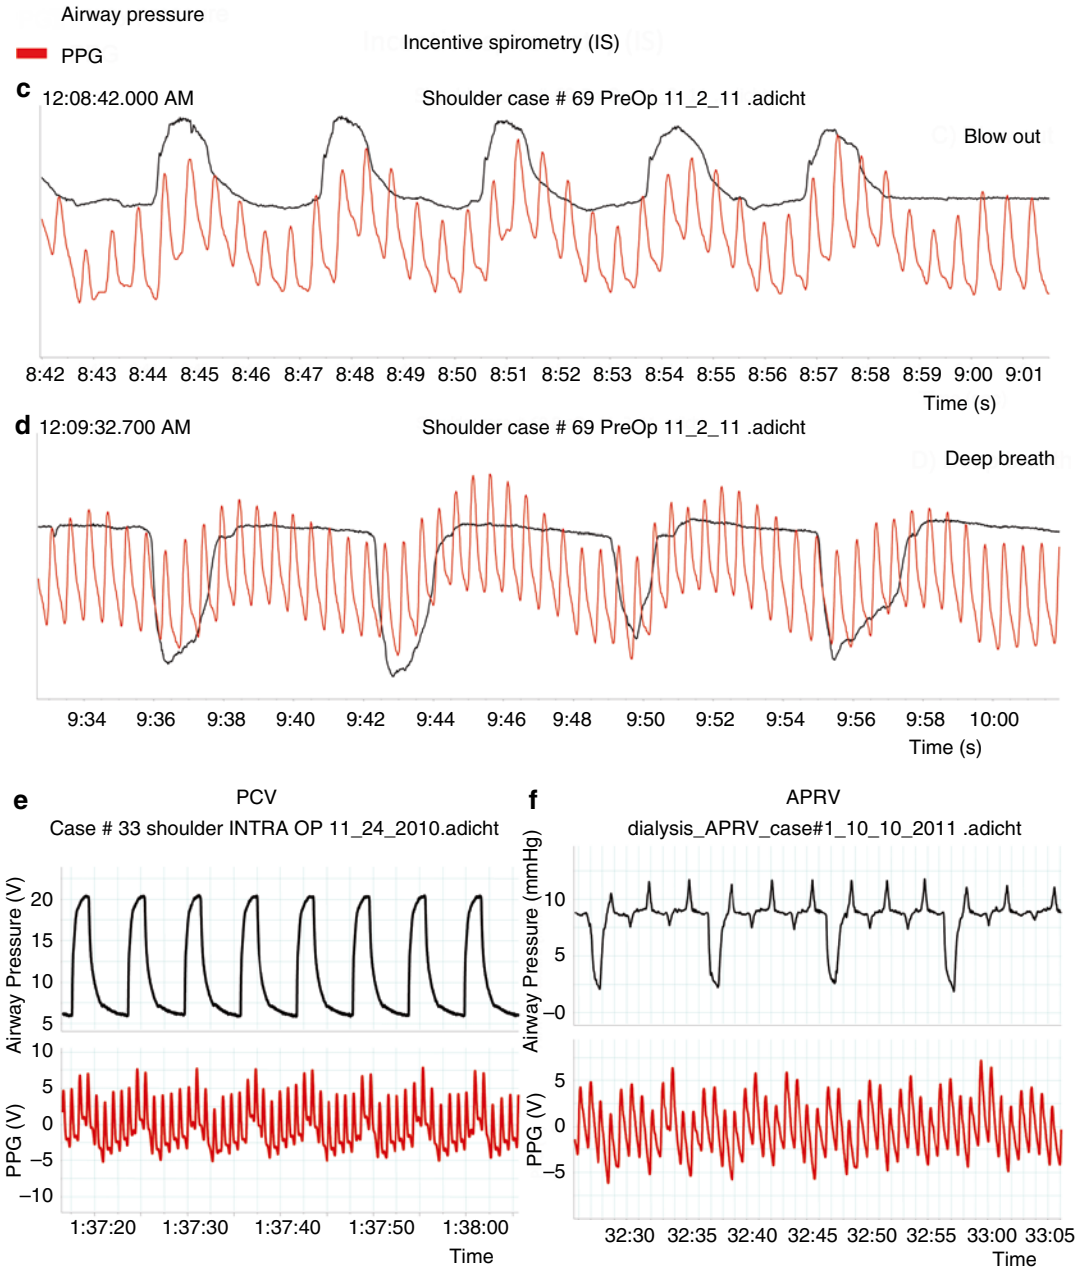 Airway pressure
PPG
Incentive spirometry (IS)
c
12:08:42.000 AM
Shoulder case # 69 PreOp 11_2_11 .adicht
Blow out
8:42 8:43 8:44 8:45 8:46 8:47 8:48 8:49 8:50 8:51 8:52 8:53 8:54 8:55 8:56 8:57 8:58 8:59 9:00 9:01
Time (s)
d
12:09:32.700 AM
Shoulder case # 69 PreOp 11_2_11 .adicht
Deep breath
9:34 9:36 9:38 9:40 9:42 9:44 9:46 9:48 9:50 9:52 9:54 9:56 9:58 10:00
Time (s)
e
PCV
Case # 33 shoulder INTRA OP 11_24_2010.adicht
Airway Pressure (V)
20
15
10
5
PPG (V)
10
5
0
–5
–10
1:37:20 1:37:30 1:37:40 1:37:50 1:38:00
Time
f
APRV
dialysis_APRV_case#1_10_10_2011 .adicht
Airway Pressure (mmHg)
10
5
–0
PPG (V)
5
0
–5
32:30 32:35 32:40 32:45 32:50 32:55 33:00 33:05
Time